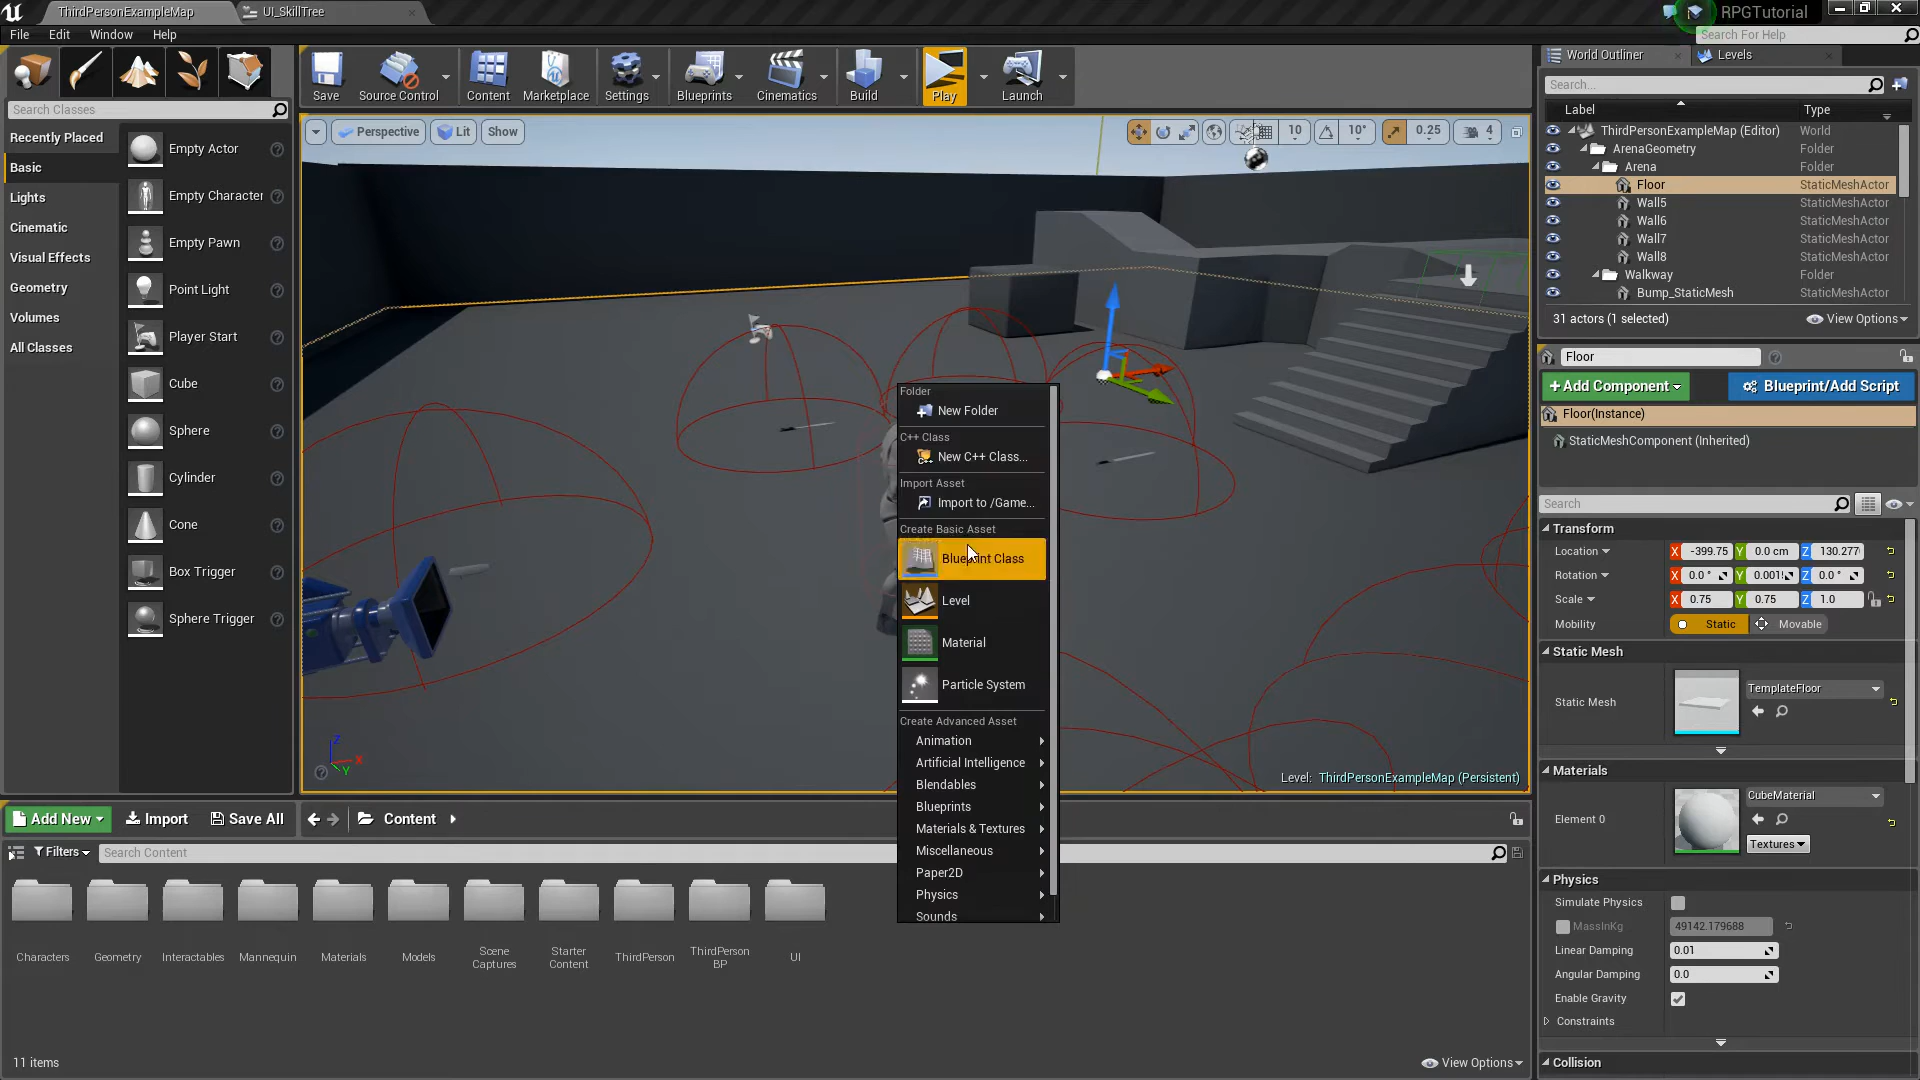 ThirdPersonExampleMap
UI_SkillTree
RPGTutorial
File
Edit
Window
Help
Search For Help
Search Classes
Recently Placed
Basic
Lights
Cinematic
Visual Effects
Geometry
Volumes
All Classes
Empty Actor
Empty Character
Empty Pawn
Point Light
Player Start
Cube
Sphere
Cylinder
Cone
Box Trigger
Sphere Trigger
Save
Source Control
Content
Marketplace
Settings
Blueprints
Cinematics
Build
Play
Launch
Perspective
Lit
Show
10
10°
0.25
4
Z
X
Y
Level: ThirdPersonExampleMap (Persistent)
Folder
New Folder
C++ Class
New C++ Class...
Import Asset
Import to /Game...
Create Basic Asset
Blueprint Class
Level
Material
Particle System
Create Advanced Asset
Animation
Artificial Intelligence
Blendables
Blueprints
Materials & Textures
Miscellaneous
Paper2D
Physics
Sounds
Add New
Import
Save All
Content
Filters
Search Content
Characters
Geometry
Interactables
Mannequin
Materials
Models
Scene
Captures
Starter
Content
ThirdPerson
ThirdPerson
BP
UI
11 items
View Options
World Outliner
Levels
Search...
Label
Type
ThirdPersonExampleMap (Editor)
World
ArenaGeometry
Folder
Arena
Folder
Floor
StaticMeshActor
Wall5
StaticMeshActor
Wall6
StaticMeshActor
Wall7
StaticMeshActor
Wall8
StaticMeshActor
Walkway
Folder
Bump_StaticMesh
StaticMeshActor
31 actors (1 selected)
View Options
Floor
+Add Component
Blueprint/Add Script
Floor(Instance)
StaticMeshComponent (Inherited)
Search
Transform
Location
X -399.75
Y 0.0 cm
Z 130.277
Rotation
X 0.0 °
Y
Z 0.0 °
Scale
X 0.75
Y 0.75
Z 1.0
Mobility
Static
Movable
Static Mesh
Static Mesh
TemplateFloor
Materials
Element 0
CubeMaterial
Textures
Physics
Simulate Physics
MassInKg
49142.179688
Linear Damping
0.01
Angular Damping
0.0
Enable Gravity
Constraints
Collision